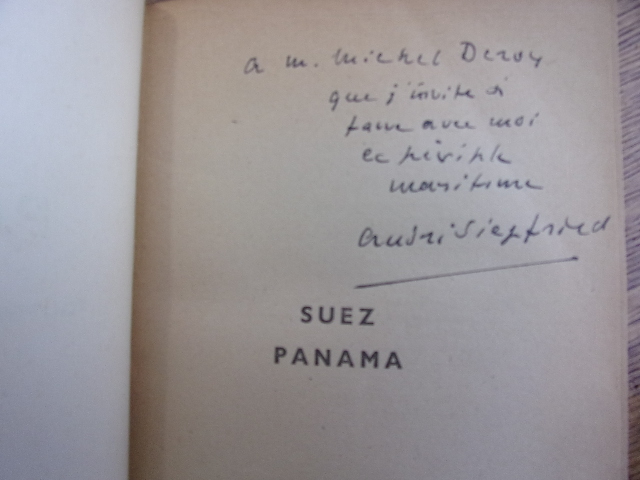 a m. Michel Deroy
que j'invite à
faire avec moi
ce périple
maritime
André Siegfried
SUEZ
PANAMA